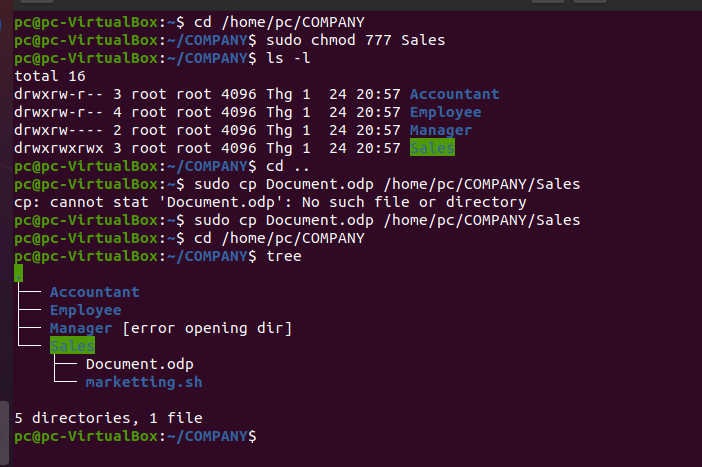 pc@pc-VirtualBox:~$ cd /home/pc/COMPANY
pc@pc-VirtualBox:~/COMPANY$ sudo chmod 777 Sales
pc@pc-VirtualBox:~/COMPANY$ ls -l
total 16
drwxrw-r-- 3 root root 4096 Thg 1  24 20:57 Accountant
drwxrw-r-- 4 root root 4096 Thg 1  24 20:57 Employee
drwxrw---- 2 root root 4096 Thg 1  24 20:57 Manager
drwxrwxrwx 3 root root 4096 Thg 1  24 20:57 Sales
pc@pc-VirtualBox:~/COMPANY$ cd ..
pc@pc-VirtualBox:~$ sudo cp Document.odp /home/pc/COMPANY/Sales
cp: cannot stat 'Document.odp': No such file or directory
pc@pc-VirtualBox:~$ sudo cp Document.odp /home/pc/COMPANY/Sales
pc@pc-VirtualBox:~$ cd /home/pc/COMPANY
pc@pc-VirtualBox:~/COMPANY$ tree
.
├── Accountant
├── Employee
├── Manager [error opening dir]
└── Sales
    ├── Document.odp
    └── marketting.sh
5 directories, 1 file
pc@pc-VirtualBox:~/COMPANY$